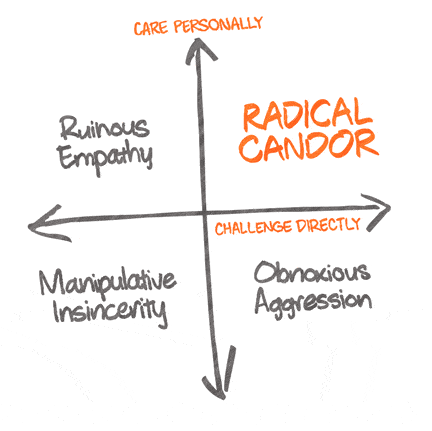 CARE PERSONALLY
Ruinous
Empathy
RADICAL
CANDOR
CHALLENGE DIRECTLY
Manipulative
Insincerity
Obnoxious
Aggression